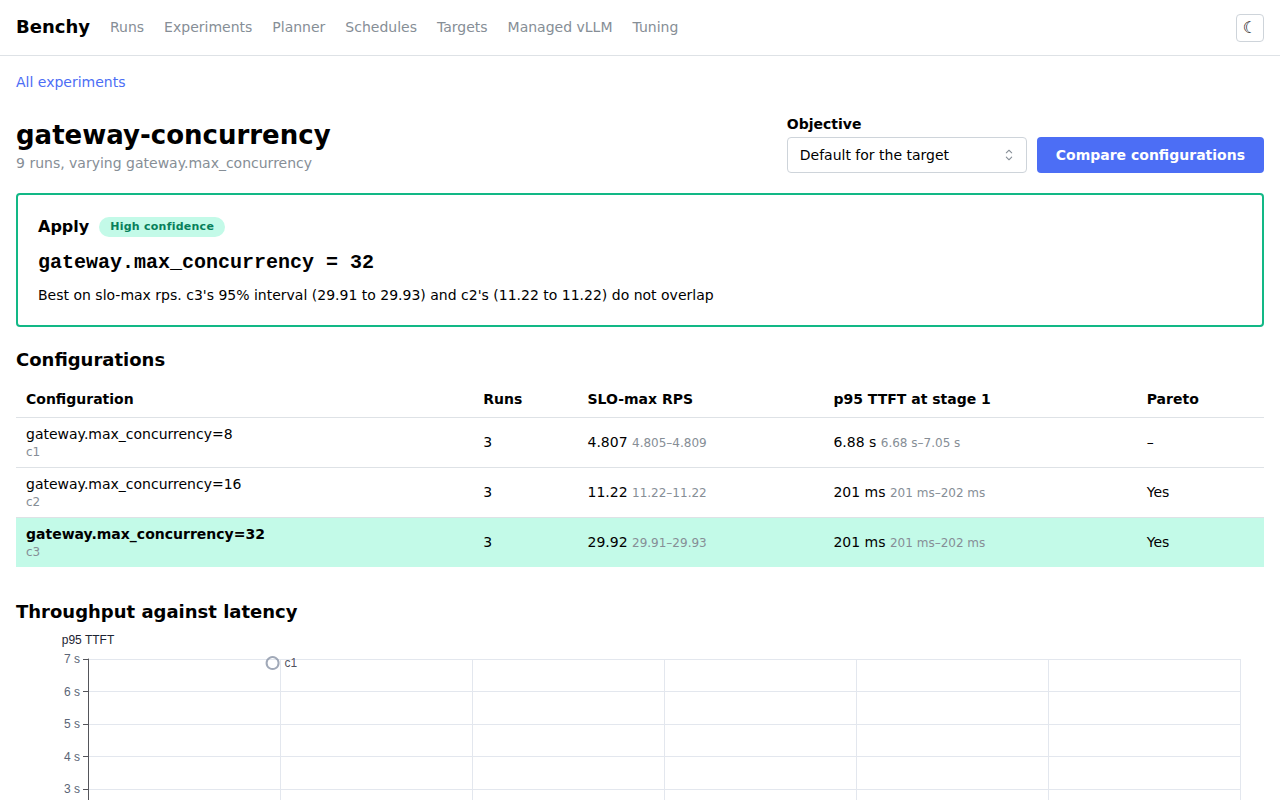 Benchy Runs Experiments Planner Schedules Targets Managed vLLM Tuning
All experiments
gateway-concurrency
9 runs, varying gateway.max_concurrency
Objective
Default for the target
Compare configurations
Apply High confidence
gateway.max_concurrency = 32
Best on slo-max rps. c3's 95% interval (29.91 to 29.93) and c2's (11.22 to 11.22) do not overlap
Configurations
Configuration Runs SLO-max RPS p95 TTFT at stage 1 Pareto
gateway.max_concurrency=8
c1
3 4.807 4.805–4.809 6.88 s 6.68 s–7.05 s –
gateway.max_concurrency=16
c2
3 11.22 11.22–11.22 201 ms 201 ms–202 ms Yes
gateway.max_concurrency=32
c3
3 29.92 29.91–29.93 201 ms 201 ms–202 ms Yes
Throughput against latency
p95 TTFT
7 s
c1
6 s
5 s
4 s
3 s